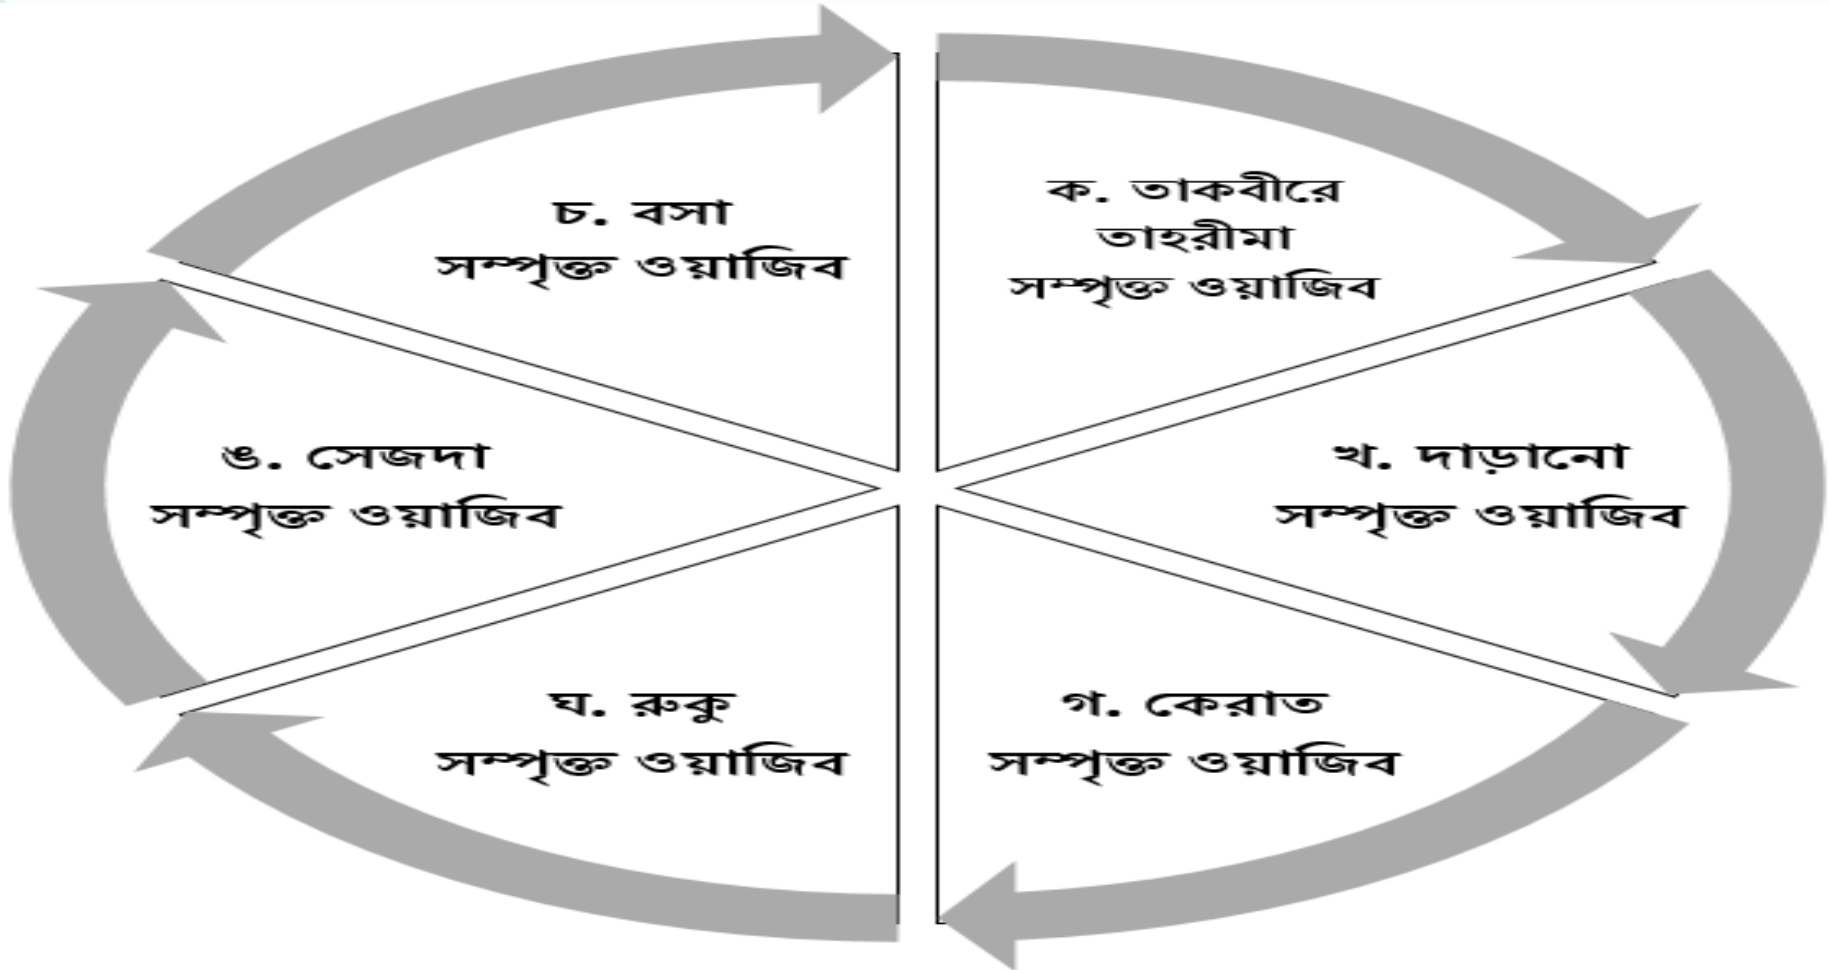 ক. তাকবীরে
তাহরীমা
সম্পৃক্ত ওয়াজিব
খ. দাড়ানো
সম্পৃক্ত ওয়াজিব
গ. কেরাত
সম্পৃক্ত ওয়াজিব
ঘ. রুকু
সম্পৃক্ত ওয়াজিব
ঙ. সেজদা
সম্পৃক্ত ওয়াজিব
চ. বসা
সম্পৃক্ত ওয়াজিব